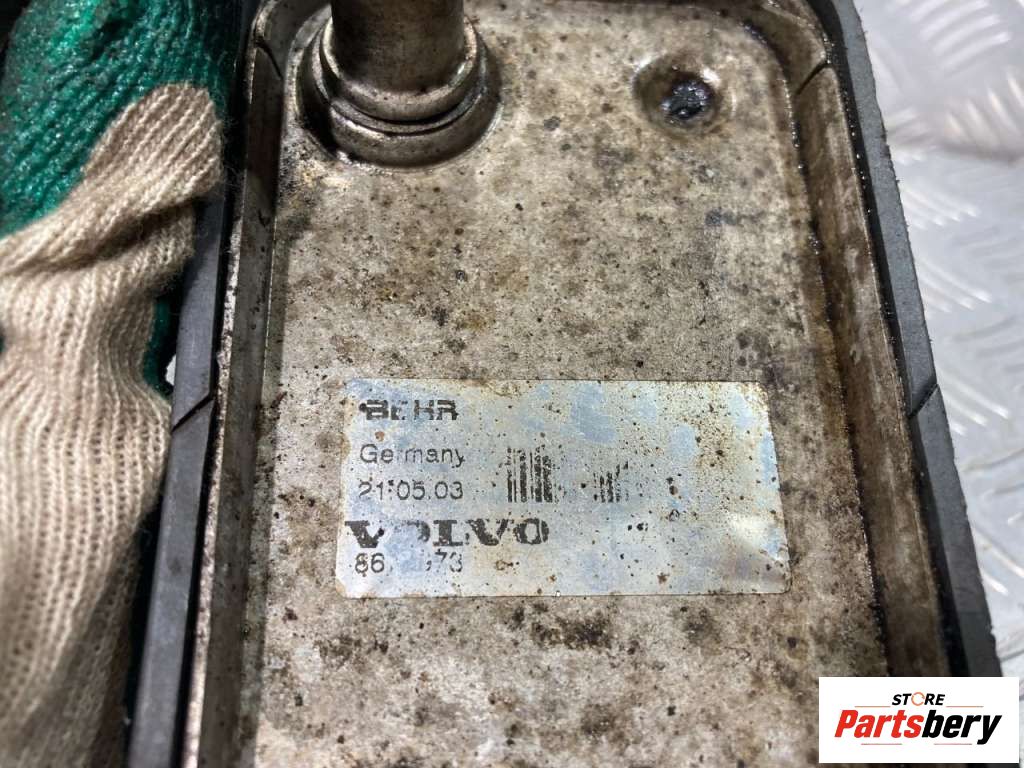 BEHR
Germany
21.05.03
VOLVO
STORE
Partsbery